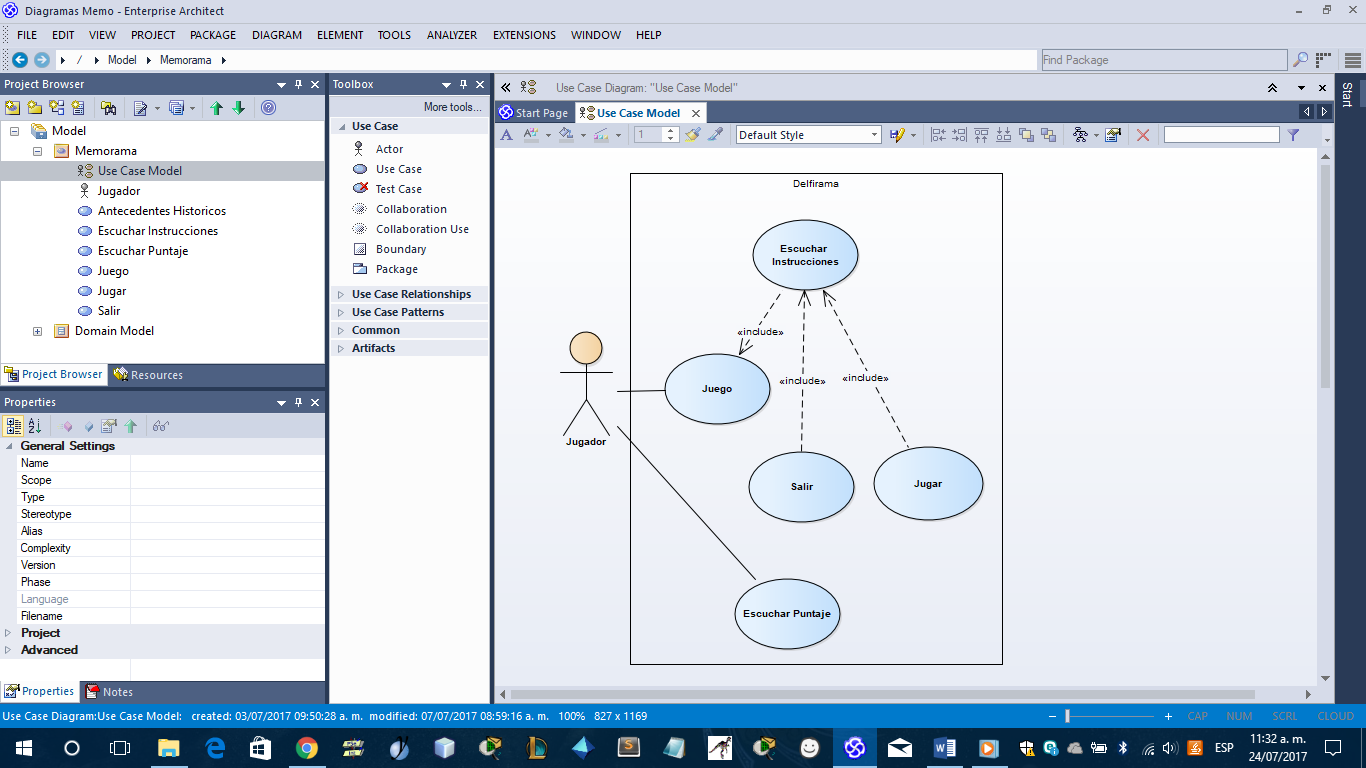 Diagramas Memo - Enterprise Architect
FILE EDIT VIEW PROJECT PACKAGE DIAGRAM ELEMENT TOOLS ANALYZER EXTENSIONS WINDOW HELP
/ Model Memorama
Find Package
Project Browser
Model
Memorama
Use Case Model
Jugador
Antecedentes Historicos
Escuchar Instrucciones
Escuchar Puntaje
Juego
Jugar
Salir
Domain Model
Project Browser Resources
Properties
General Settings
Name
Scope
Type
Stereotype
Alias
Complexity
Version
Phase
Language
Filename
Project
Advanced
Properties Notes
Toolbox
More tools...
Use Case
Actor
Use Case
Test Case
Collaboration
Collaboration Use
Boundary
Package
Use Case Relationships
Use Case Patterns
Common
Artifacts
Use Case Diagram: "Use Case Model"
Start Page Use Case Model
1 Default Style
Start
Delfirama
Escuchar
Instrucciones
«include»
«include»
«include»
Juego
Jugador
Salir
Jugar
Escuchar Puntaje
Use Case Diagram:Use Case Model: created: 03/07/2017 09:50:28 a. m. modified: 07/07/2017 08:59:16 a. m. 100% 827 x 1169
CAP NUM SCRL CLOUD
ESP
11:32 a. m.
24/07/2017